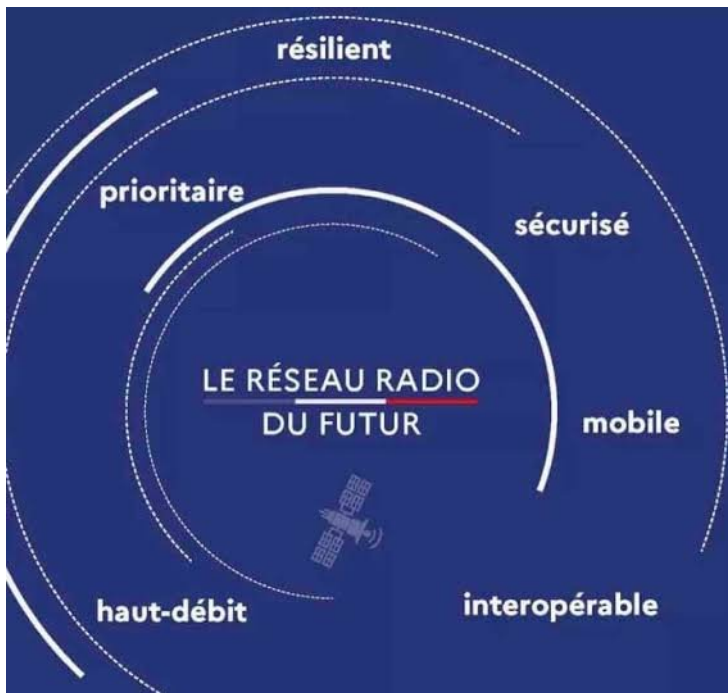 résilient
prioritaire
sécurisé
LE RÉSEAU RADIO
DU FUTUR
mobile
haut-débit
interopérable